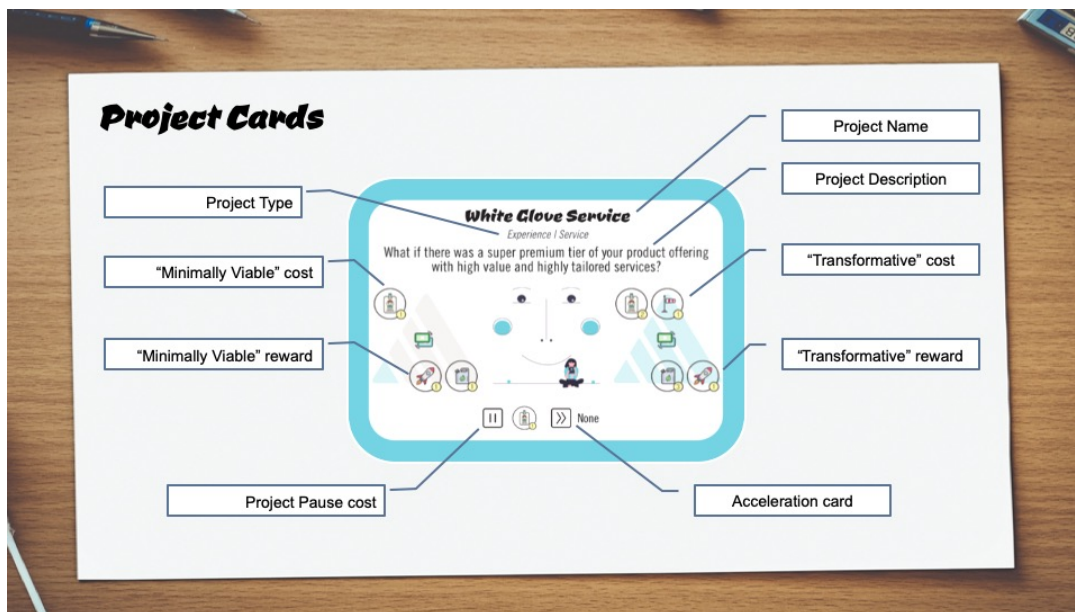 Project Cards
Project Name
Project Description
Project Type
White Glove Service
Experience | Service
What if there was a super premium tier of your product offering
with high value and highly tailored services?
“Minimally Viable” cost
“Transformative” cost
“Minimally Viable” reward
“Transformative” reward
None
Project Pause cost
Acceleration card